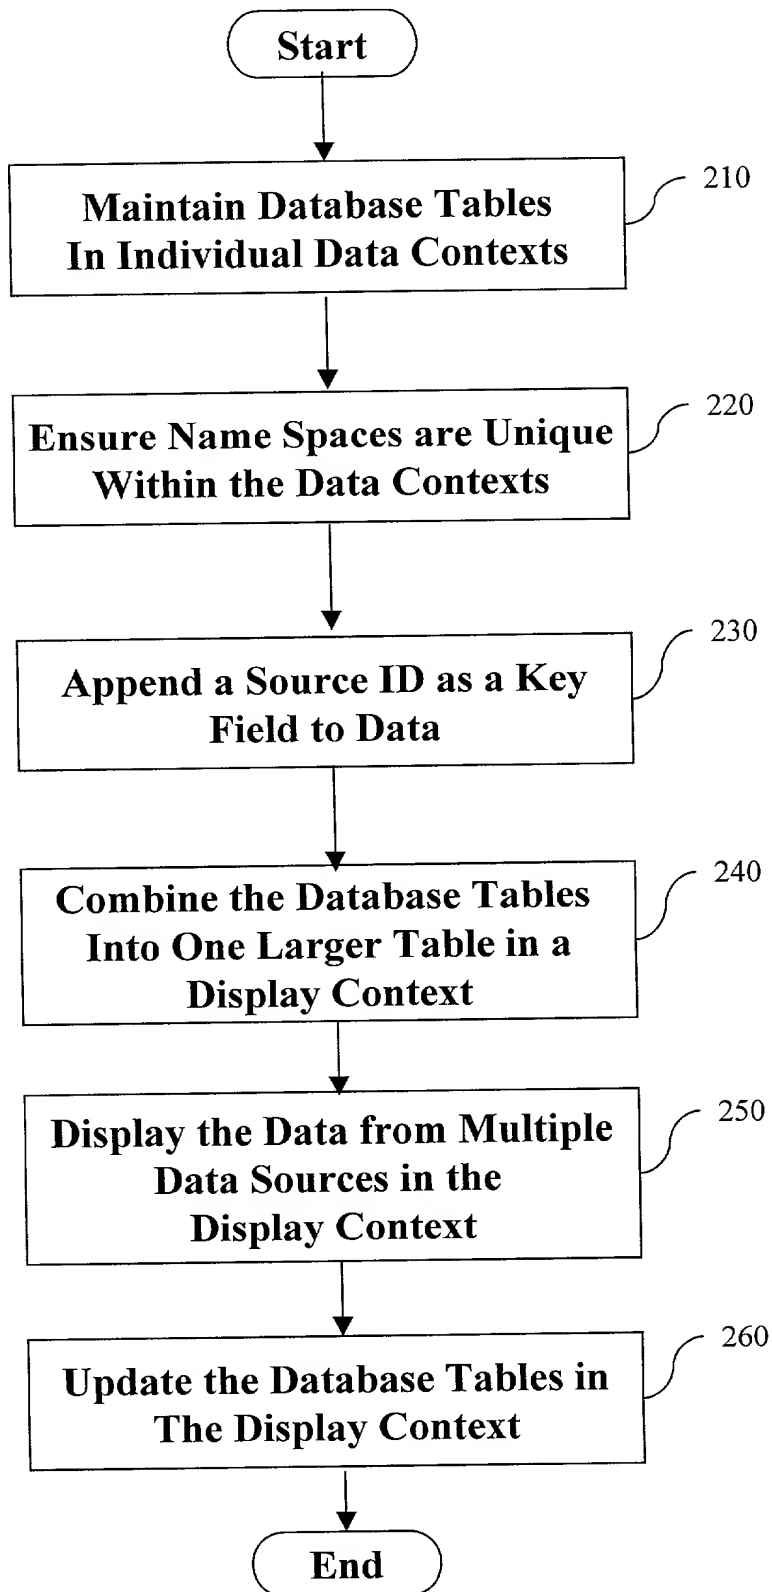 Start
210
Maintain Database Tables
In Individual Data Contexts
220
Ensure Name Spaces are Unique
Within the Data Contexts
230
Append a Source ID as a Key
Field to Data
240
Combine the Database Tables
Into One Larger Table in a
Display Context
250
Display the Data from Multiple
Data Sources in the
Display Context
260
Update the Database Tables in
The Display Context
End